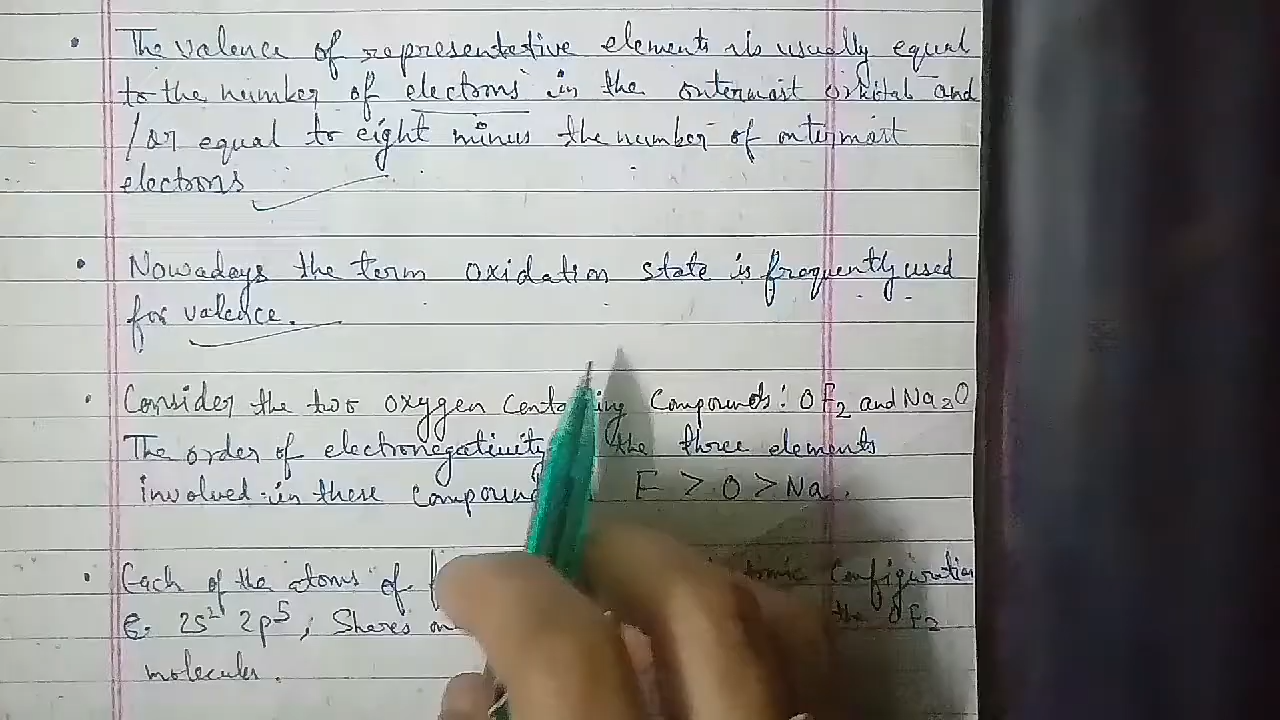 The valence of representative elements is usually equal
to the number of electrons in the outermost orbital and
/or equal to eight minus the number of outermost
electrons
Nowadays the term oxidation state is frequently used
for valence.
Consider the two oxygen containing compounds: OF2 and Na2O
The order of electronegativity the three elements
involved in these compound F > O > Na.
Each of the atoms of configuration
2s² 2p⁵; Shares the OF2
molecule.